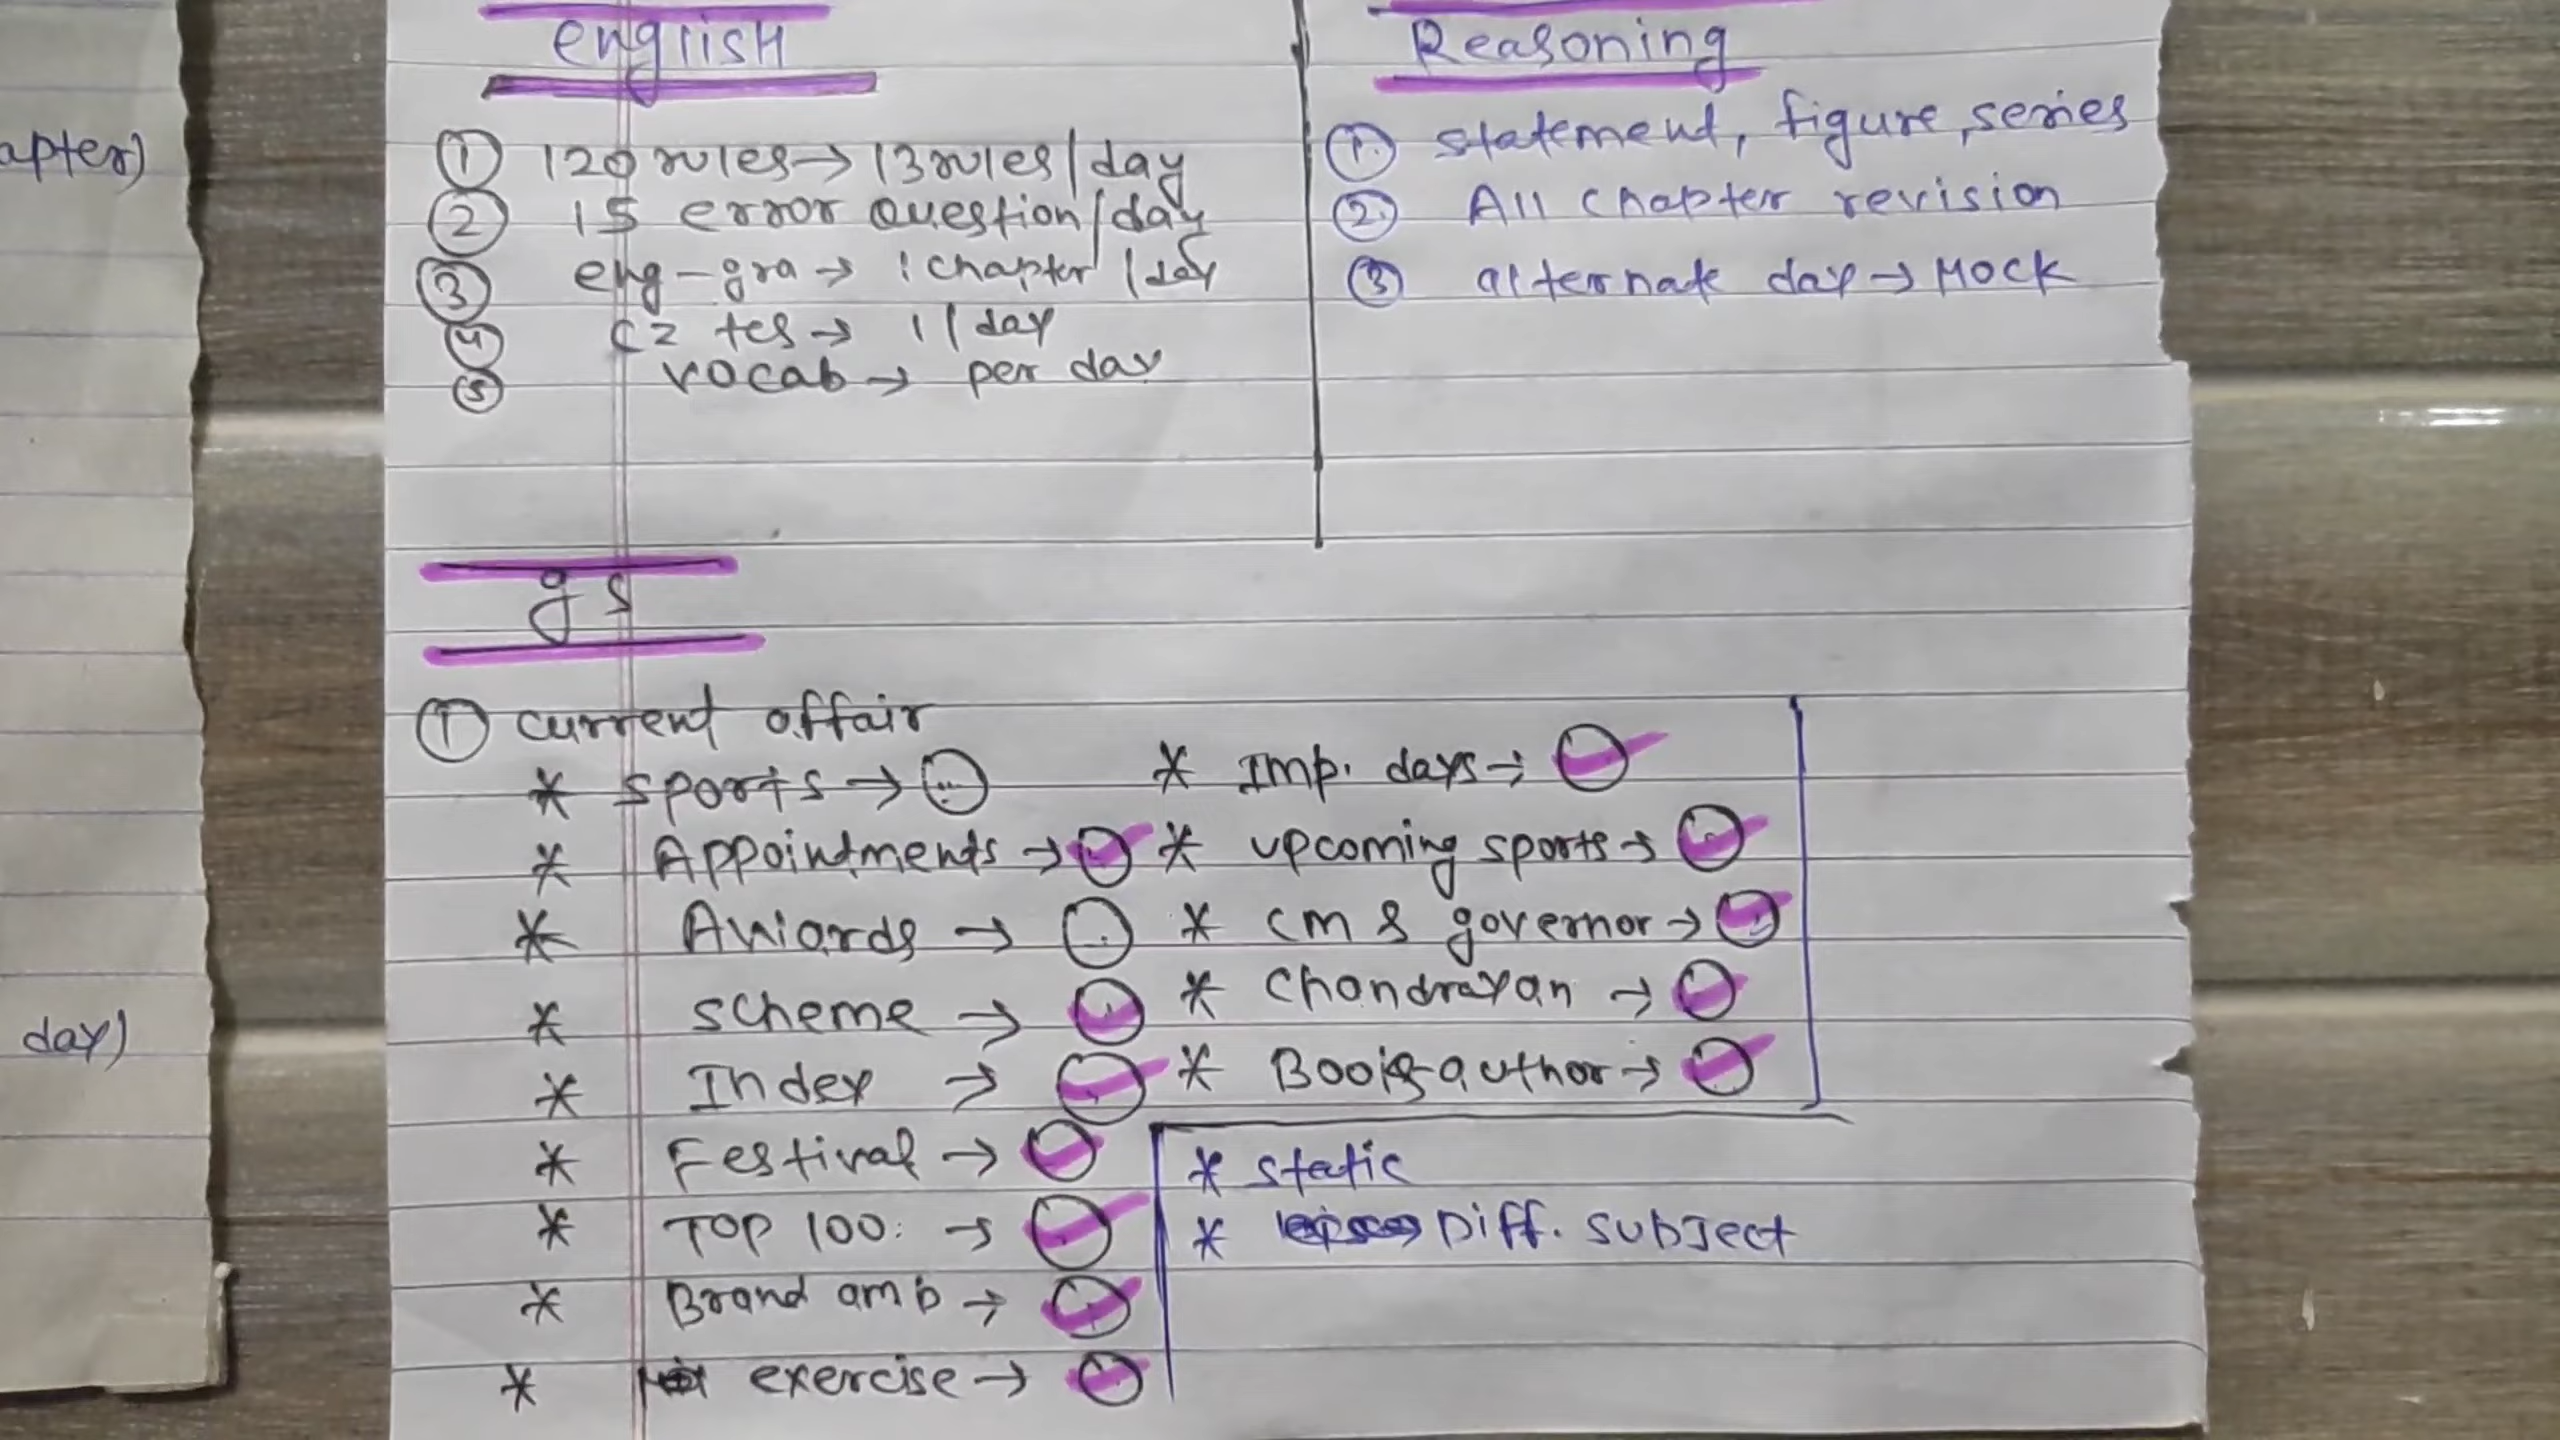 apter)
day)
english
① 120 rules → 13 rules/day
② 15 error question/day
③ eng-gra → 1 chapter/day
④ cz tes → 1/day
⑤ vocab → per day
Reasoning
①. statement, figure, series
②. All chapter revision
③ alternate day → Mock
gs
① current affair
* sports →
* Appointments →
* Awards →
* scheme →
* Index →
* Festival →
* TOP 100: →
* Brand amb →
* exercise →
* Imp. days →
* upcoming sports →
* cm & governor →
* Chandrayan →
* Books-author →
* static
* Diff. subject